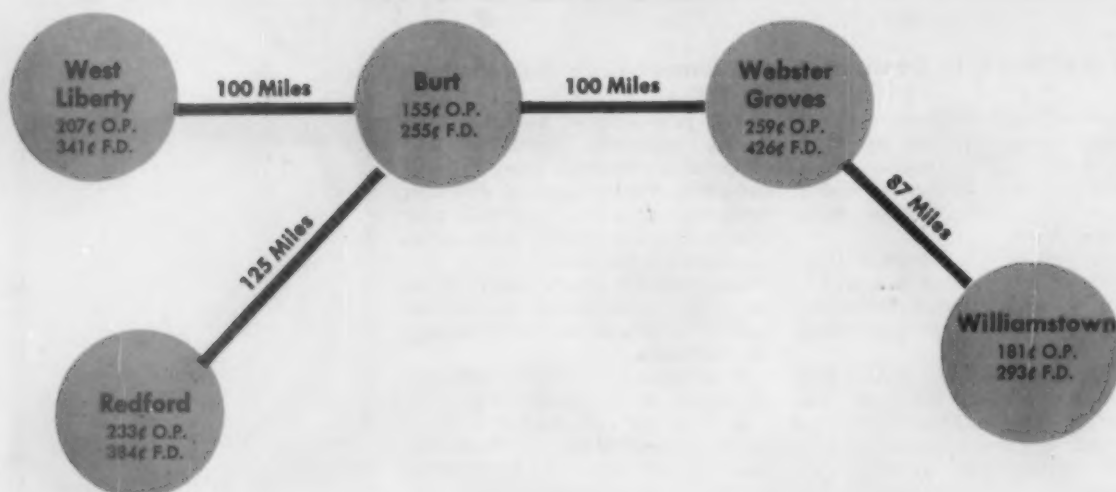 West
Liberty
207¢ O.P.
341¢ F.D.
100 Miles
Burt
155¢ O.P.
255¢ F.D.
100 Miles
Webster
Groves
259¢ O.P.
426¢ F.D.
87 Miles
125 Miles
Williamstown
181¢ O.P.
293¢ F.D.
Redford
233¢ O.P.
384¢ F.D.